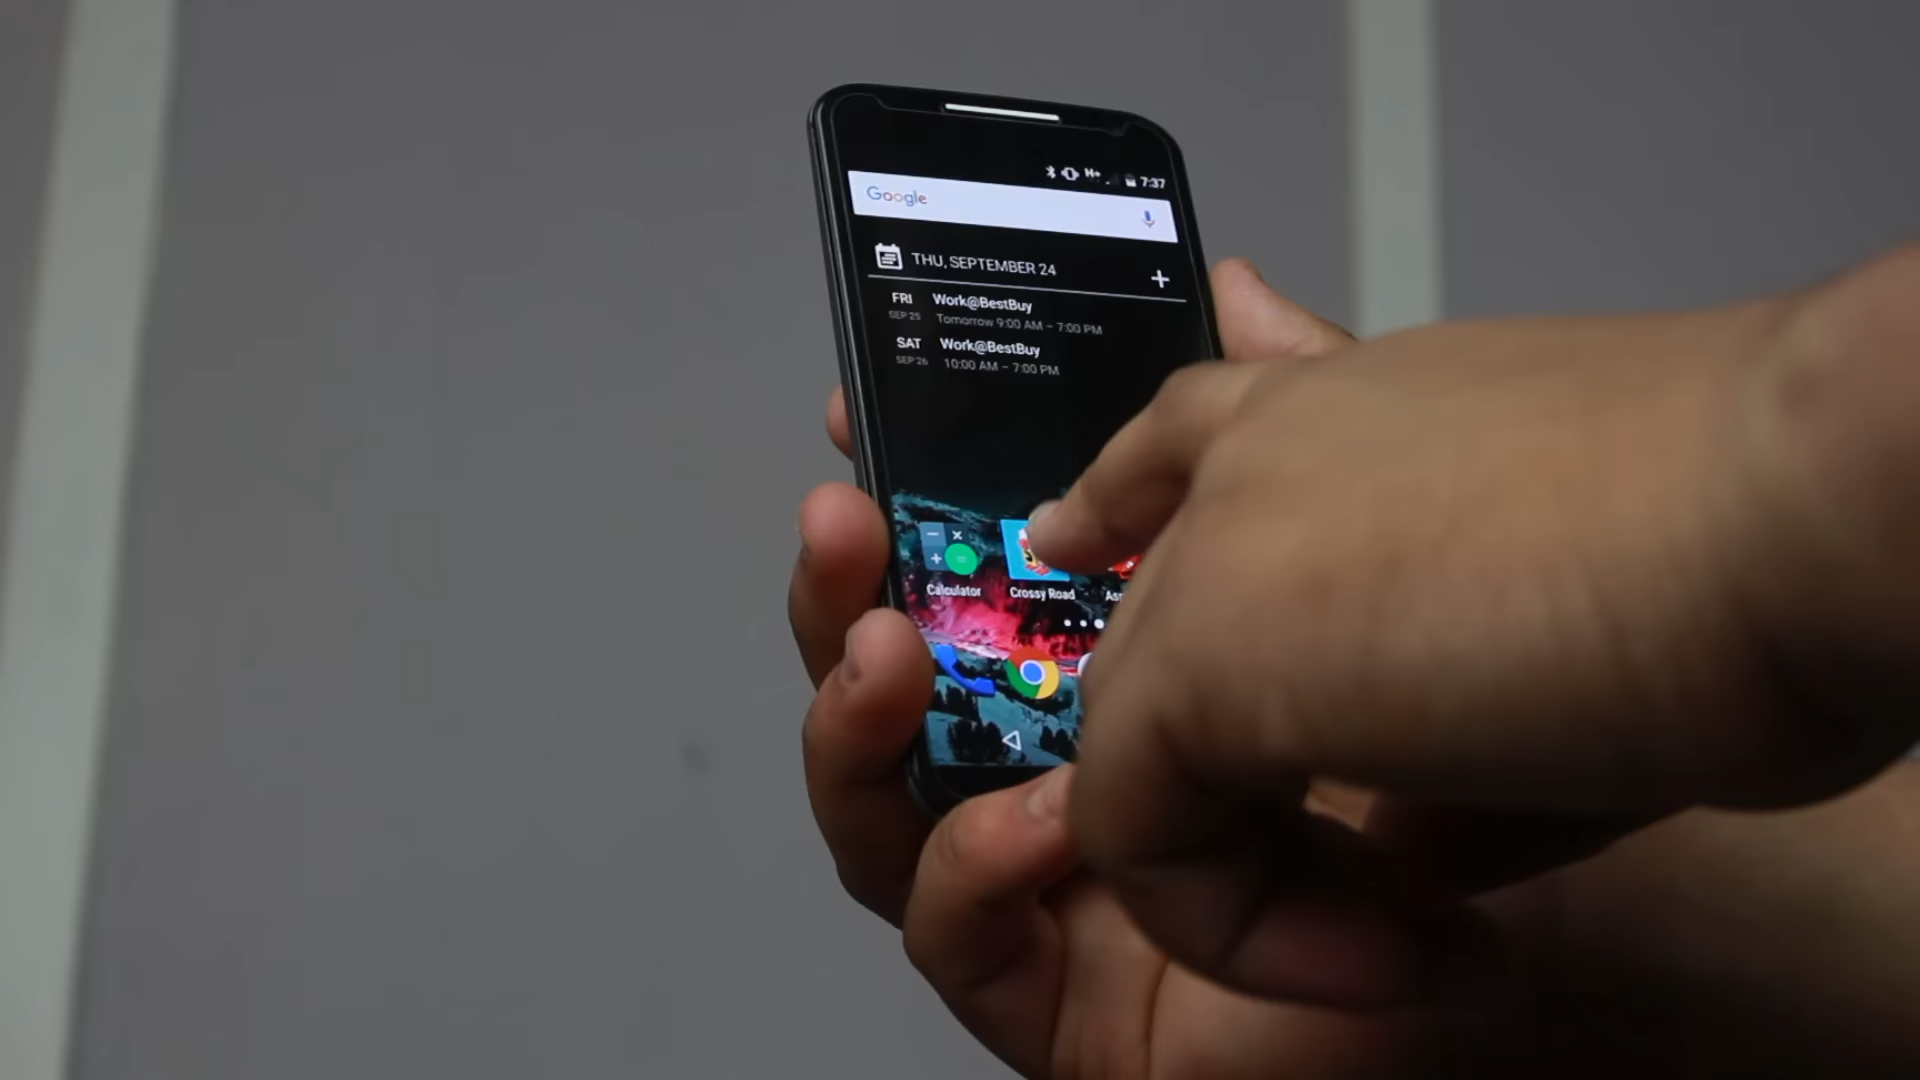 H+ 7:37
Google
THU, SEPTEMBER 24 +
FRI Work@BestBuy
SEP 25 Tomorrow 9:00 AM – 7:00 PM
SAT Work@BestBuy
SEP 26 10:00 AM – 7:00 PM
Calculator Crossy Road